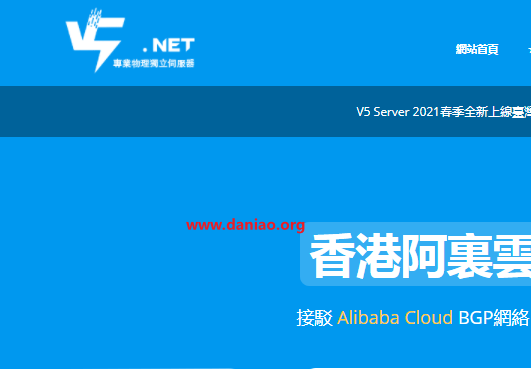 V5 .NET
專業物理獨立伺服器
網站首頁
V5 Server 2021春季全新上線臺灣
www.daniao.org
香港阿裏雲
接駁 Alibaba Cloud BGP網絡